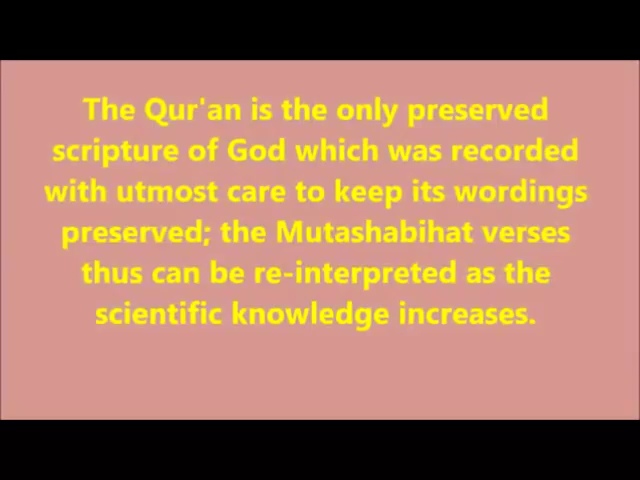 The Qur'an is the only preserved
scripture of God which was recorded
with utmost care to keep its wordings
preserved; the Mutashabihat verses
thus can be re-interpreted as the
scientific knowledge increases.